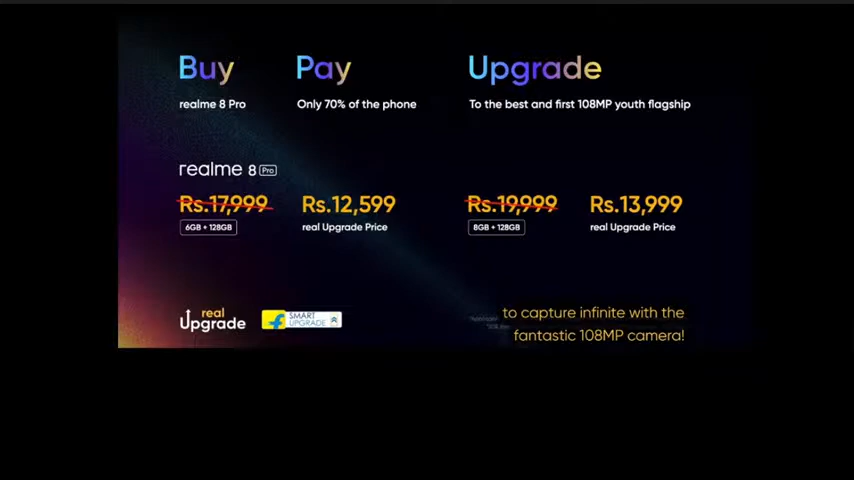 Buy Pay Upgrade
realme 8 Pro Only 70% of the phone To the best and first 108MP youth flagship
realme 8 Pro
Rs.17,999 Rs.12,599 Rs.19,999 Rs.13,999
6GB + 128GB real Upgrade Price 8GB + 128GB real Upgrade Price
real
Upgrade
SMART
UPGRADE
to capture infinite with the
fantastic 108MP camera!